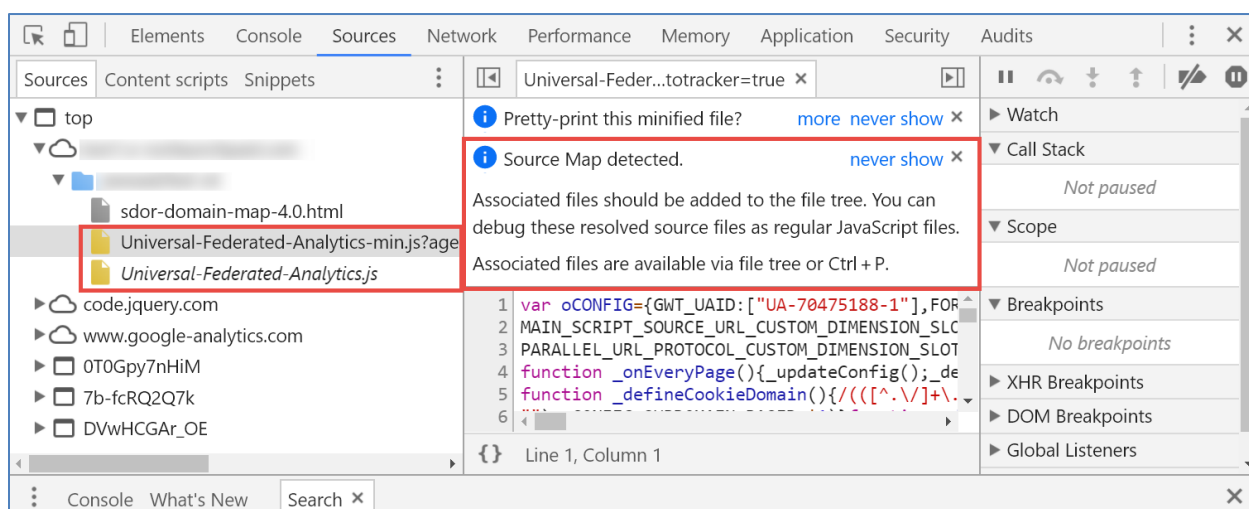 Elements Console Sources Network Performance Memory Application Security Audits
Sources Content scripts Snippets
Universal-Feder...totracker=true ×
top
sdor-domain-map-4.0.html
Universal-Federated-Analytics-min.js?age
Universal-Federated-Analytics.js
code.jquery.com
www.google-analytics.com
0T0Gpy7nHiM
7b-fcRQ2Q7k
DVwHCGAr_OE
Pretty-print this minified file? more never show ×
Source Map detected. never show ×
Associated files should be added to the file tree. You can
debug these resolved source files as regular JavaScript files.
Associated files are available via file tree or Ctrl + P.
1 var oCONFIG={GWT_UAID:["UA-70475188-1"],FOR
2 MAIN_SCRIPT_SOURCE_URL_CUSTOM_DIMENSION_SLO
3 PARALLEL_URL_PROTOCOL_CUSTOM_DIMENSION_SLOT
4 function _onEveryPage(){_updateConfig();_de
5 function _defineCookieDomain(){/(([^.\/]+\.
6
{} Line 1, Column 1
Watch
Call Stack
Not paused
Scope
Not paused
Breakpoints
No breakpoints
XHR Breakpoints
DOM Breakpoints
Global Listeners
Console What's New Search ×